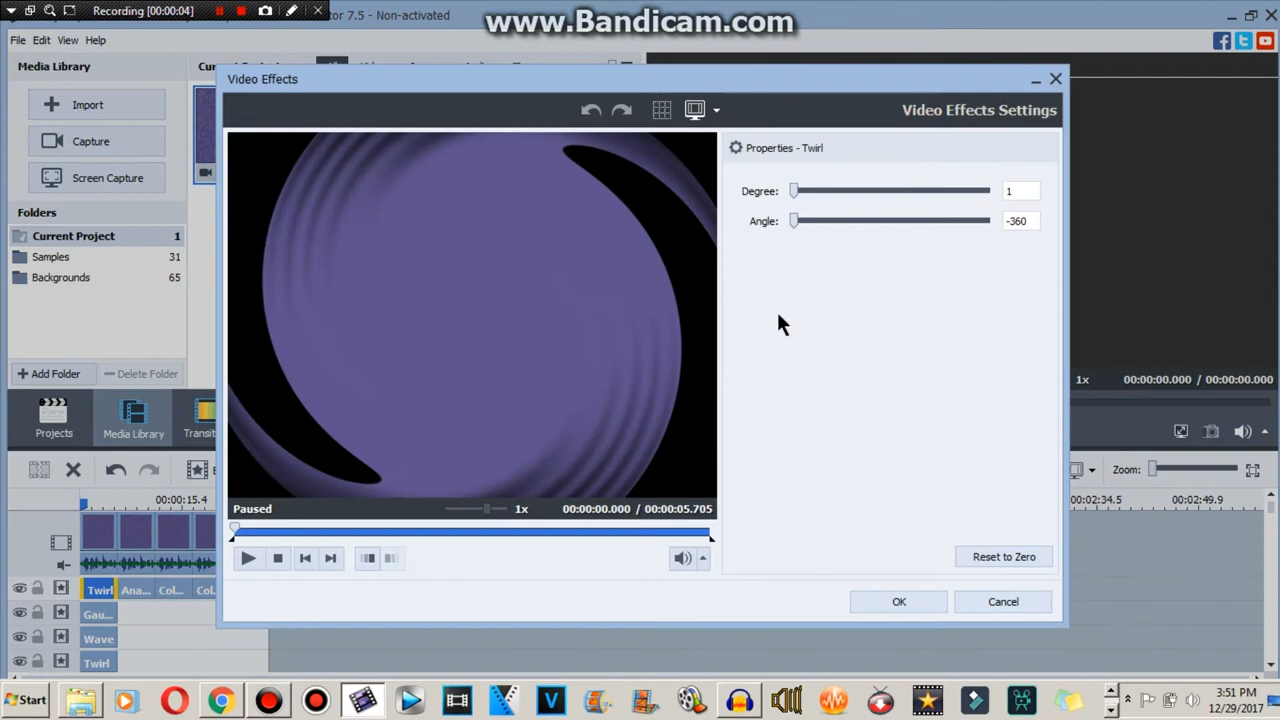 Recording [00:00:04]
tor 7.5 - Non-activated
www.Bandicam.com
File Edit View Help
Media Library
Import
Capture
Screen Capture
Folders
Current Project 1
Samples 31
Backgrounds 65
Add Folder
Delete Folder
Projects
Media Library
Video Effects
Video Effects Settings
Properties - Twirl
Degree: 1
Angle: -360
Paused
1x
00:00:00.000 / 00:00:05.705
Reset to Zero
OK
Cancel
1x
00:00:00.000 / 00:00:00.000
Zoom:
00:00:15.4
00:02:34.5
00:02:49.9
Twirl
Ana...
Col...
Gau...
Wave
Twirl
Start
3:51 PM
12/29/2017